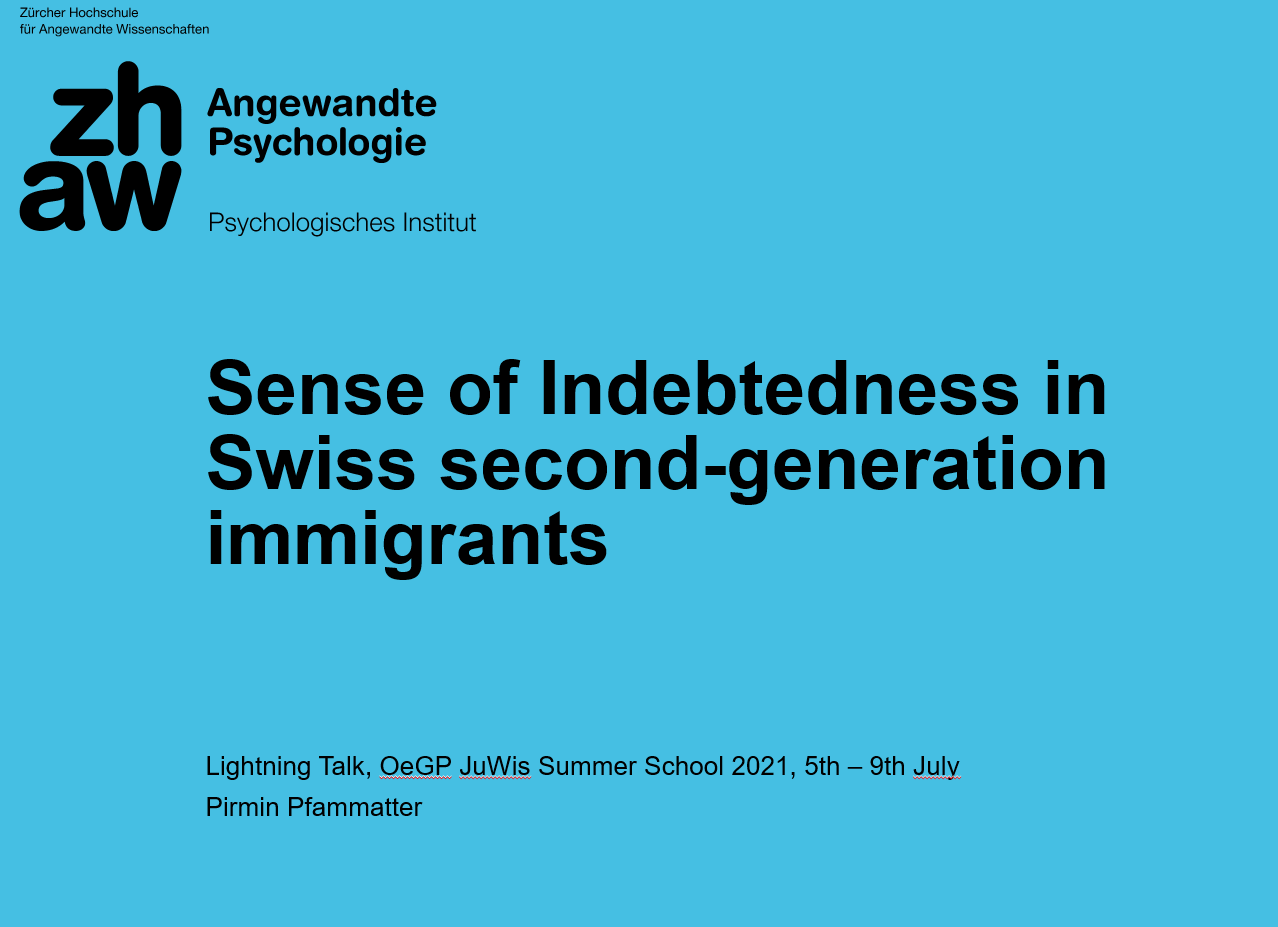 Zürcher Hochschule
für Angewandte Wissenschaften
zh
aw
Angewandte
Psychologie
Psychologisches Institut
Sense of Indebtedness in
Swiss second-generation
immigrants
Lightning Talk, OeGP JuWis Summer School 2021, 5th – 9th July
Pirmin Pfammatter